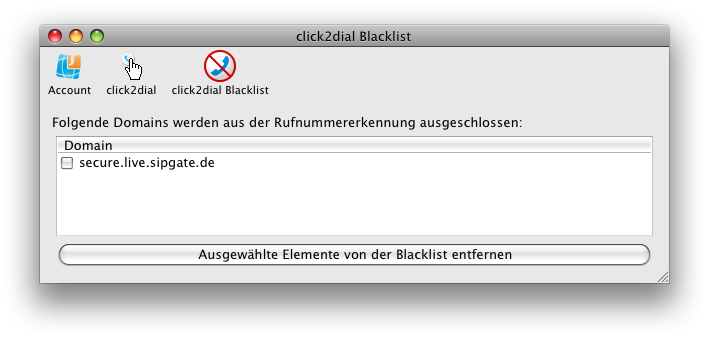 click2dial Blacklist
Account click2dial click2dial Blacklist
Folgende Domains werden aus der Rufnummererkennung ausgeschlossen:
Domain
secure.live.sipgate.de
Ausgewählte Elemente von der Blacklist entfernen